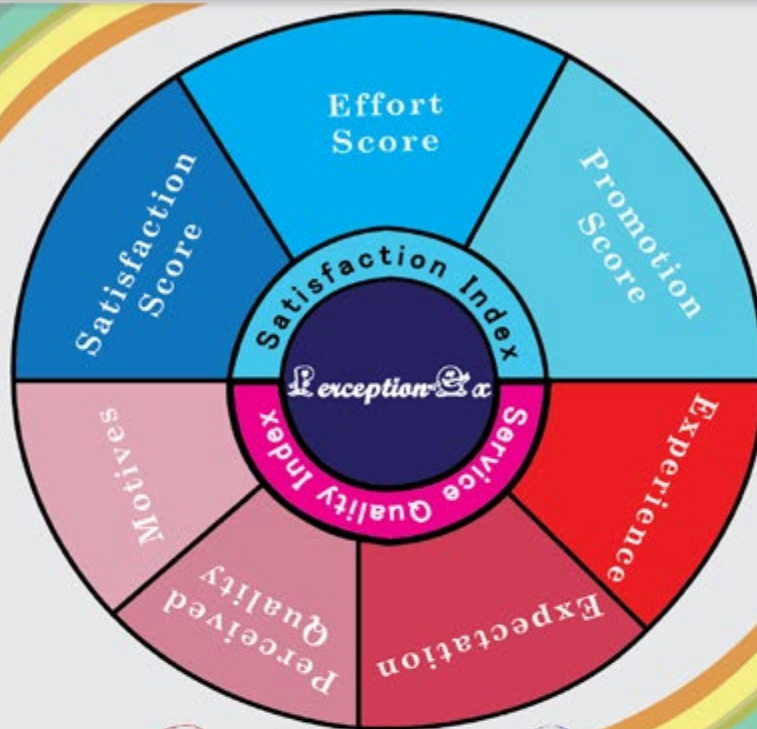 Effort
Score
Promotion
Score
Experience
Expectation
Perceived
Quality
Motives
Satisfaction
Score
Satisfaction Index
Service Quality Index
Perception-Ex